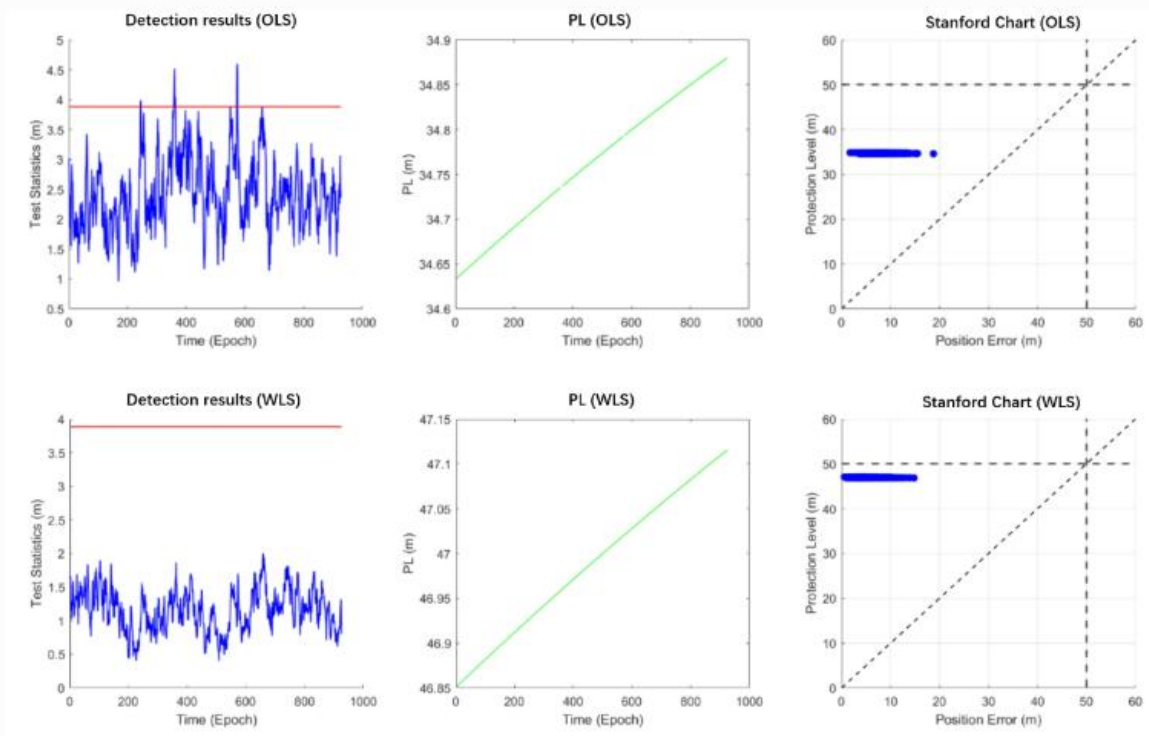 Detection results (OLS)
5
4.5
4
3.5
3
2.5
2
1.5
1
0.5
Test Statistics (m)
0 200 400 600 800 1000
Time (Epoch)
PL (OLS)
34.9
34.85
34.8
34.75
34.7
34.65
34.6
PL (m)
0 200 400 600 800 1000
Time (Epoch)
Stanford Chart (OLS)
60
50
40
30
20
10
0
Protection Level (m)
0 10 20 30 40 50 60
Position Error (m)
Detection results (WLS)
4
3.5
3
2.5
2
1.5
1
0.5
0
Test Statistics (m)
0 200 400 600 800 1000
Time (Epoch)
PL (WLS)
47.15
47.1
47.05
47
46.95
46.9
46.85
PL (m)
0 200 400 600 800 1000
Time (Epoch)
Stanford Chart (WLS)
60
50
40
30
20
10
0
Protection Level (m)
0 10 20 30 40 50 60
Position Error (m)